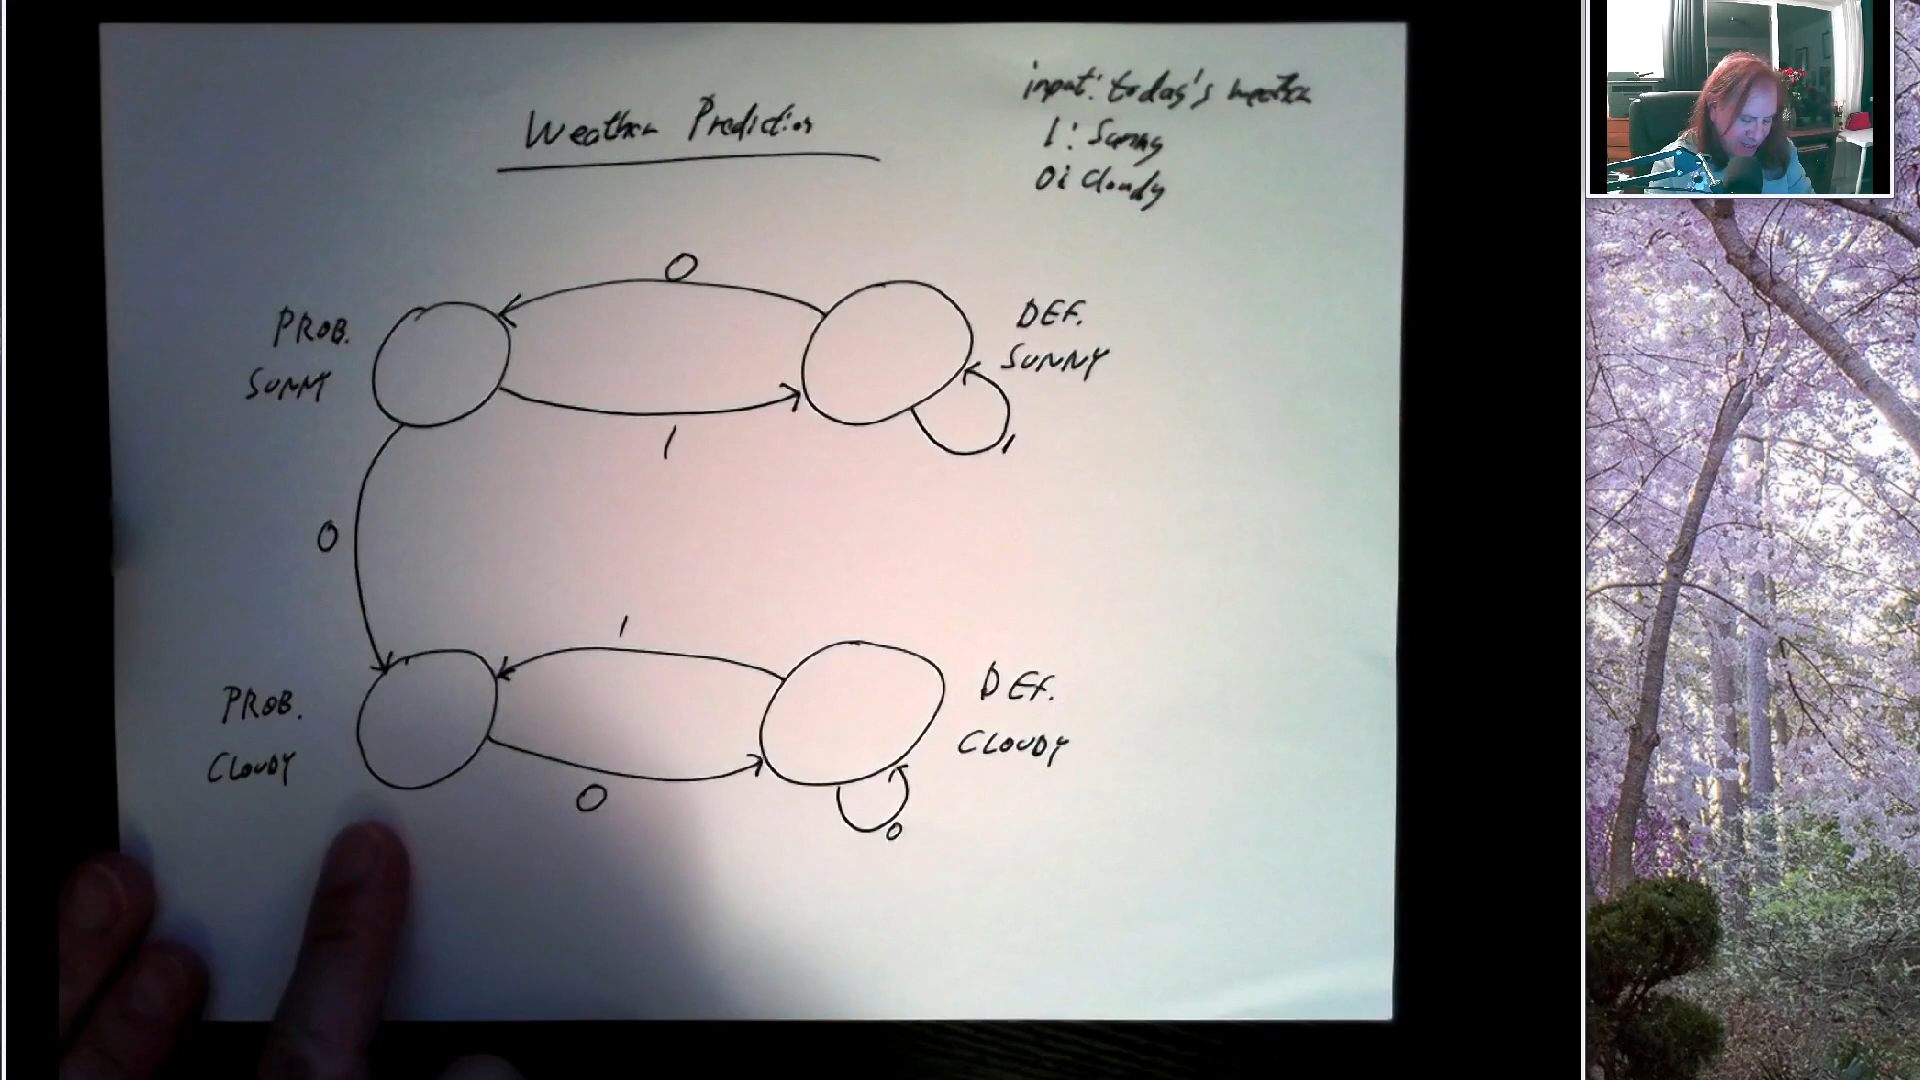 Weather Prediction
input: today's weather
1: Sunny
0: Cloudy
0
PROB.
SUNNY
DEF.
SUNNY
1
1
0
1
PROB.
CLOUDY
DEF.
CLOUDY
0
0